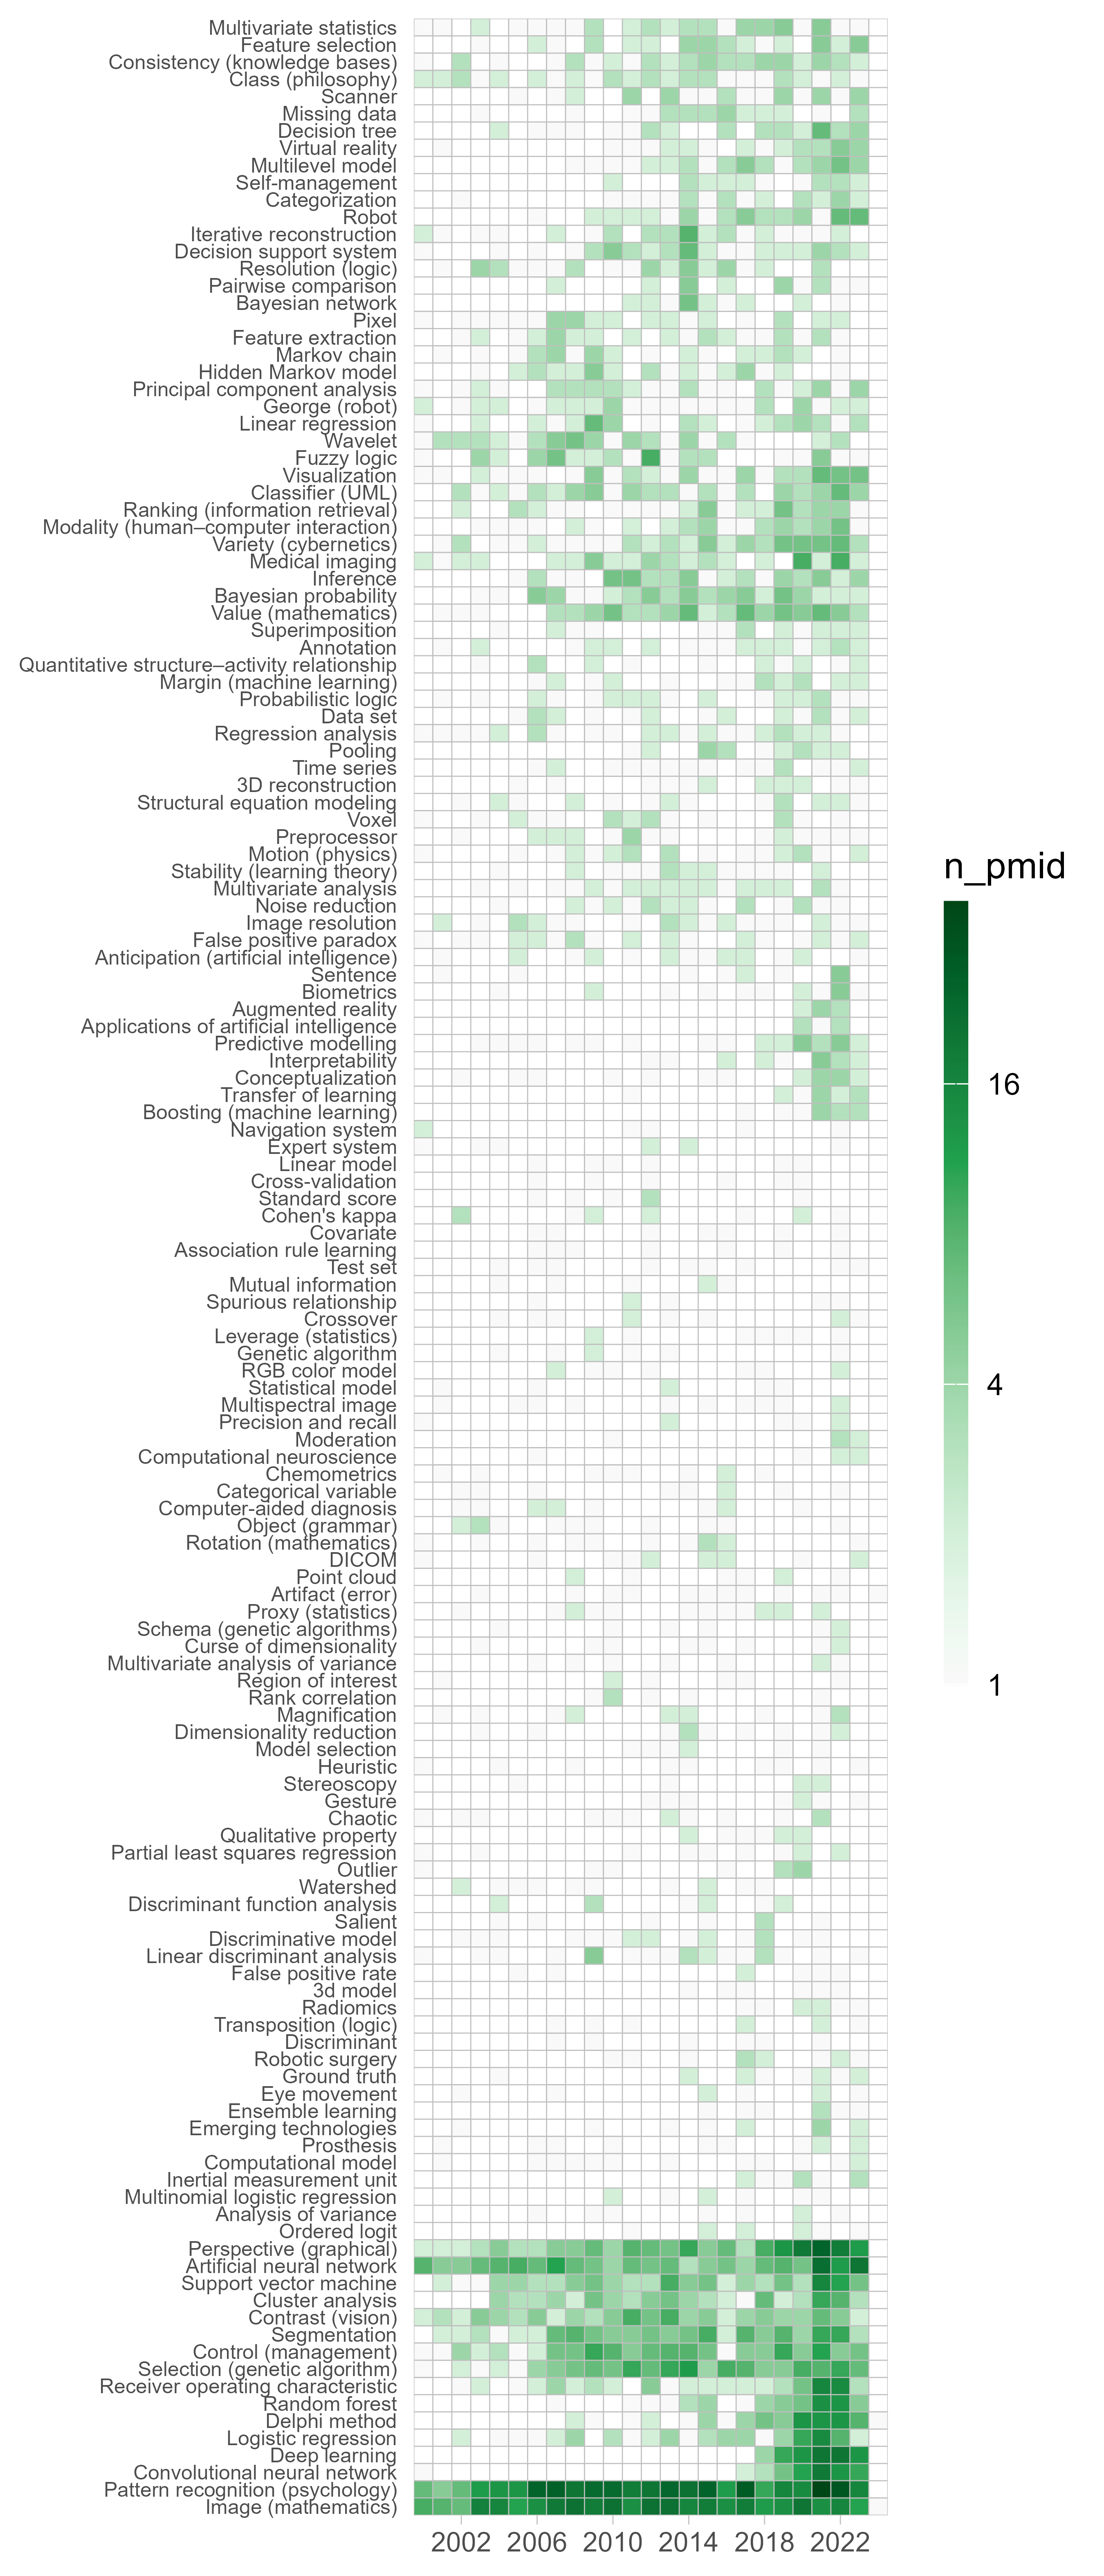 Multivariate statistics
Feature selection
Consistency (knowledge bases)
Class (philosophy)
Scanner
Missing data
Decision tree
Virtual reality
Multilevel model
Self-management
Categorization
Robot
Iterative reconstruction
Decision support system
Resolution (logic)
Pairwise comparison
Bayesian network
Pixel
Feature extraction
Markov chain
Hidden Markov model
Principal component analysis
George (robot)
Linear regression
Wavelet
Fuzzy logic
Visualization
Classifier (UML)
Ranking (information retrieval)
Modality (human–computer interaction)
Variety (cybernetics)
Medical imaging
Inference
Bayesian probability
Value (mathematics)
Superimposition
Annotation
Quantitative structure–activity relationship
Margin (machine learning)
Probabilistic logic
Data set
Regression analysis
Pooling
Time series
3D reconstruction
Structural equation modeling
Voxel
Preprocessor
Motion (physics)
Stability (learning theory)
Multivariate analysis
Noise reduction
Image resolution
False positive paradox
Anticipation (artificial intelligence)
Sentence
Biometrics
Augmented reality
Applications of artificial intelligence
Predictive modelling
Interpretability
Conceptualization
Transfer of learning
Boosting (machine learning)
Navigation system
Expert system
Linear model
Cross-validation
Standard score
Cohen's kappa
Covariate
Association rule learning
Test set
Mutual information
Spurious relationship
Crossover
Leverage (statistics)
Genetic algorithm
RGB color model
Statistical model
Multispectral image
Precision and recall
Moderation
Computational neuroscience
Chemometrics
Categorical variable
Computer-aided diagnosis
Object (grammar)
Rotation (mathematics)
DICOM
Point cloud
Artifact (error)
Proxy (statistics)
Schema (genetic algorithms)
Curse of dimensionality
Multivariate analysis of variance
Region of interest
Rank correlation
Magnification
Dimensionality reduction
Model selection
Heuristic
Stereoscopy
Gesture
Chaotic
Qualitative property
Partial least squares regression
Outlier
Watershed
Discriminant function analysis
Salient
Discriminative model
Linear discriminant analysis
False positive rate
3d model
Radiomics
Transposition (logic)
Discriminant
Robotic surgery
Ground truth
Eye movement
Ensemble learning
Emerging technologies
Prosthesis
Computational model
Inertial measurement unit
Multinomial logistic regression
Analysis of variance
Ordered logit
Perspective (graphical)
Artificial neural network
Support vector machine
Cluster analysis
Contrast (vision)
Segmentation
Control (management)
Selection (genetic algorithm)
Receiver operating characteristic
Random forest
Delphi method
Logistic regression
Deep learning
Convolutional neural network
Pattern recognition (psychology)
Image (mathematics)
2002 2006 2010 2014 2018 2022
n_pmid
16
4
1